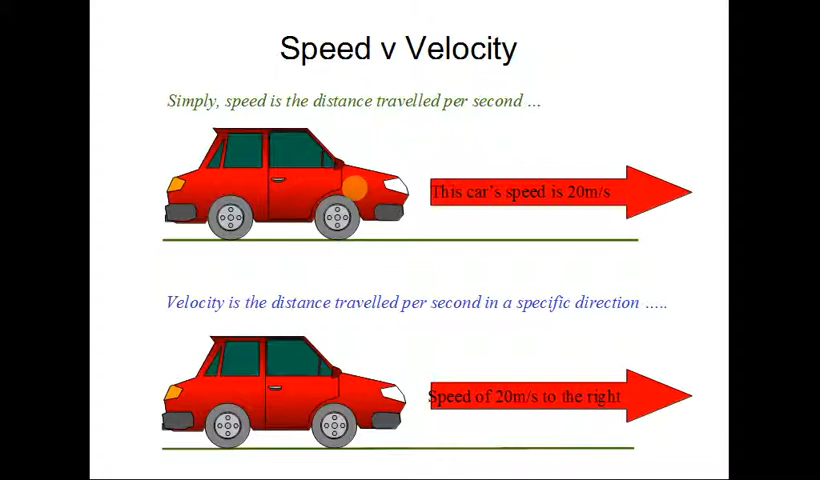 Speed v Velocity
Simply, speed is the distance travelled per second …
This car's speed is 20m/s
Velocity is the distance travelled per second in a specific direction …..
Speed of 20m/s to the right